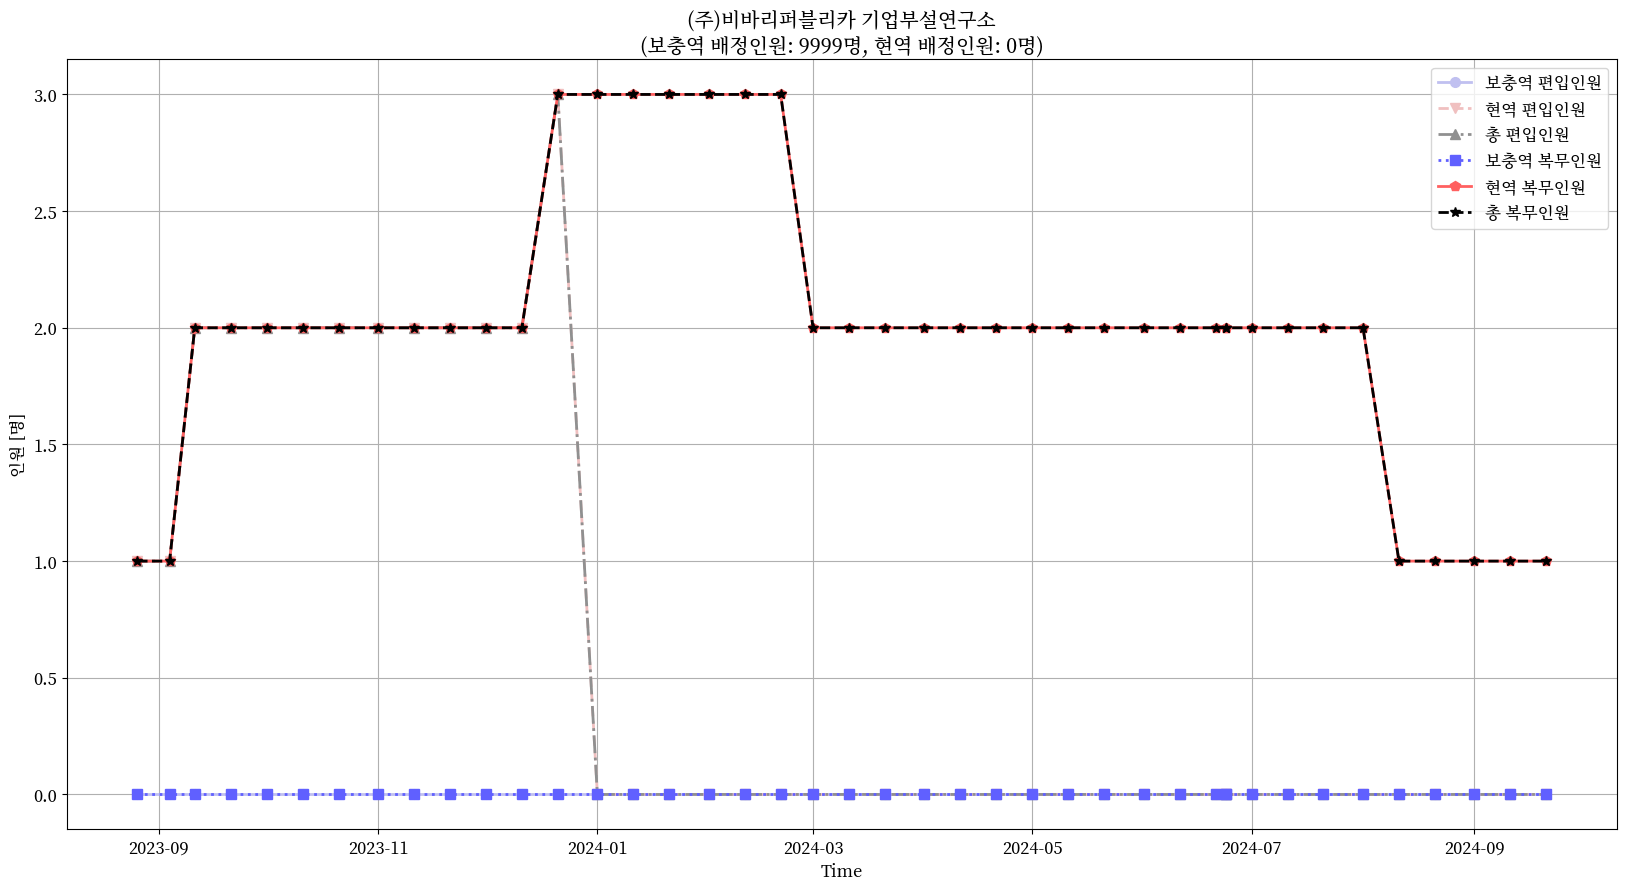 (주)비바리퍼블리카 기업부설연구소
(보충역 배정인원: 9999명, 현역 배정인원: 0명)
보충역 편입인원
현역 편입인원
총 편입인원
보충역 복무인원
현역 복무인원
총 복무인원
인원 [명]
3.0
2.5
2.0
1.5
1.0
0.5
0.0
2023-09
2023-11
2024-01
2024-03
2024-05
2024-07
2024-09
Time